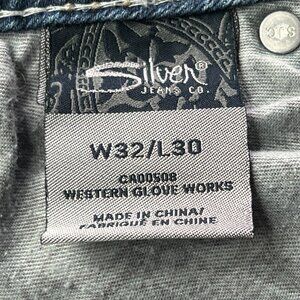 Silver®
JEANS CO.
W32/L30
CA00508
WESTERN GLOVE WORKS
MADE IN CHINA/
FABRIQUÉ EN CHINE